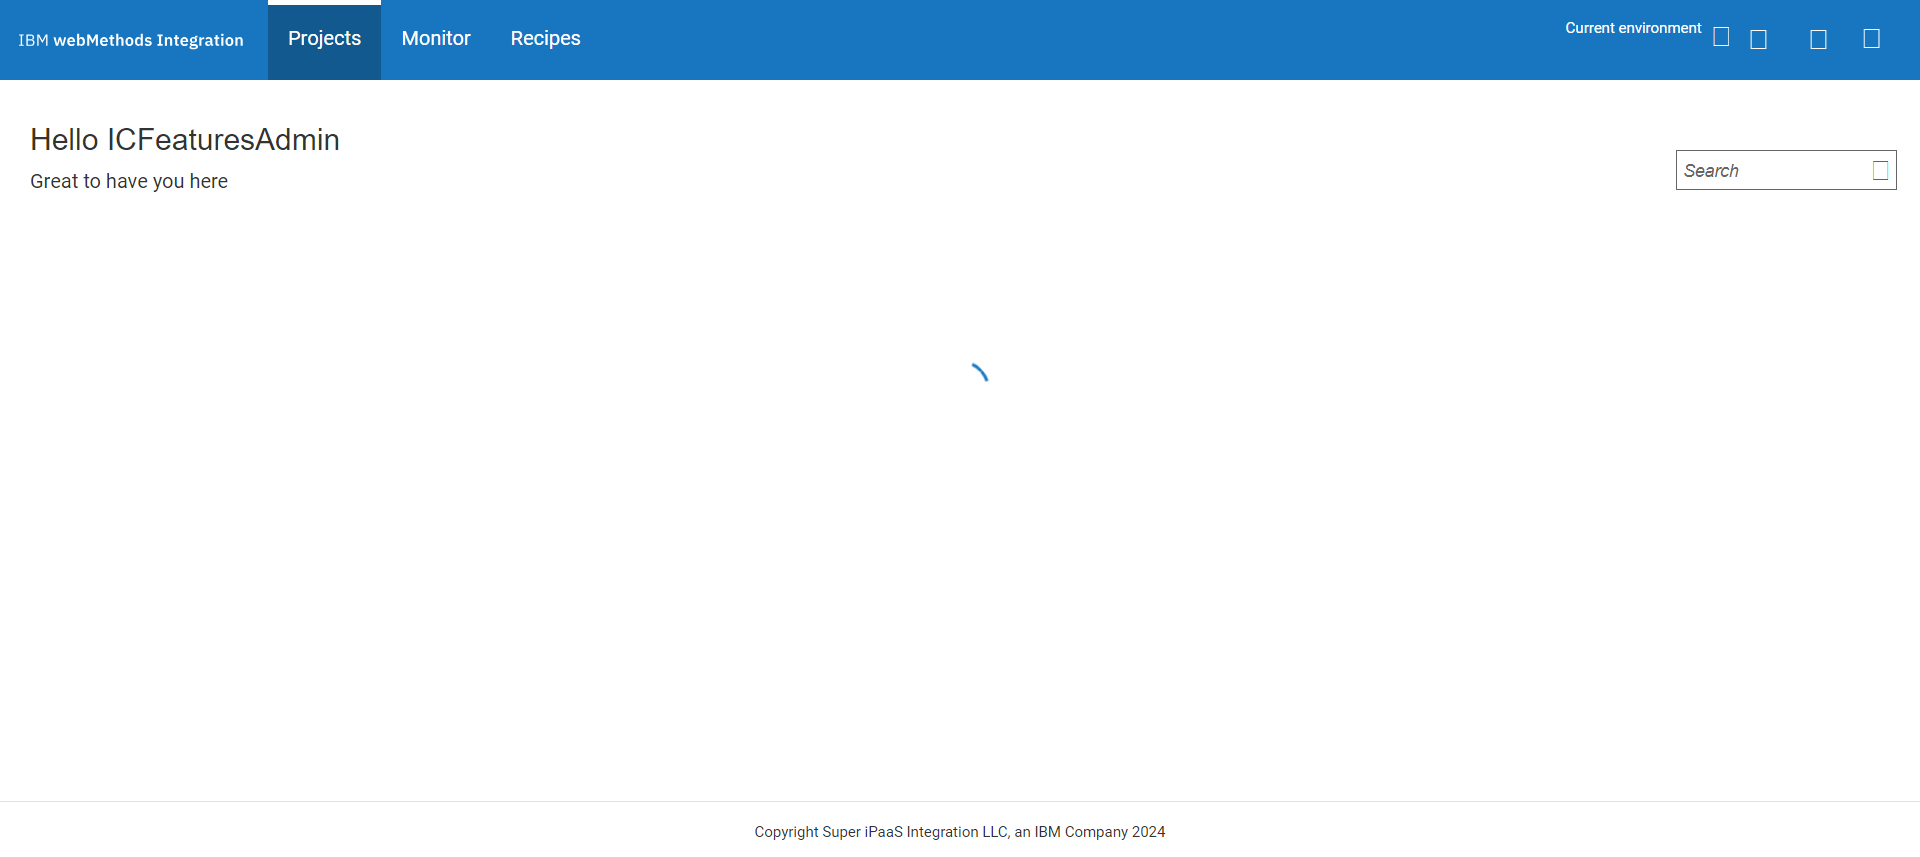 IBM webMethods Integration
Projects
Monitor
Recipes
Current environment
Hello ICFeaturesAdmin
Great to have you here
Search
Copyright Super iPaaS Integration LLC, an IBM Company 2024